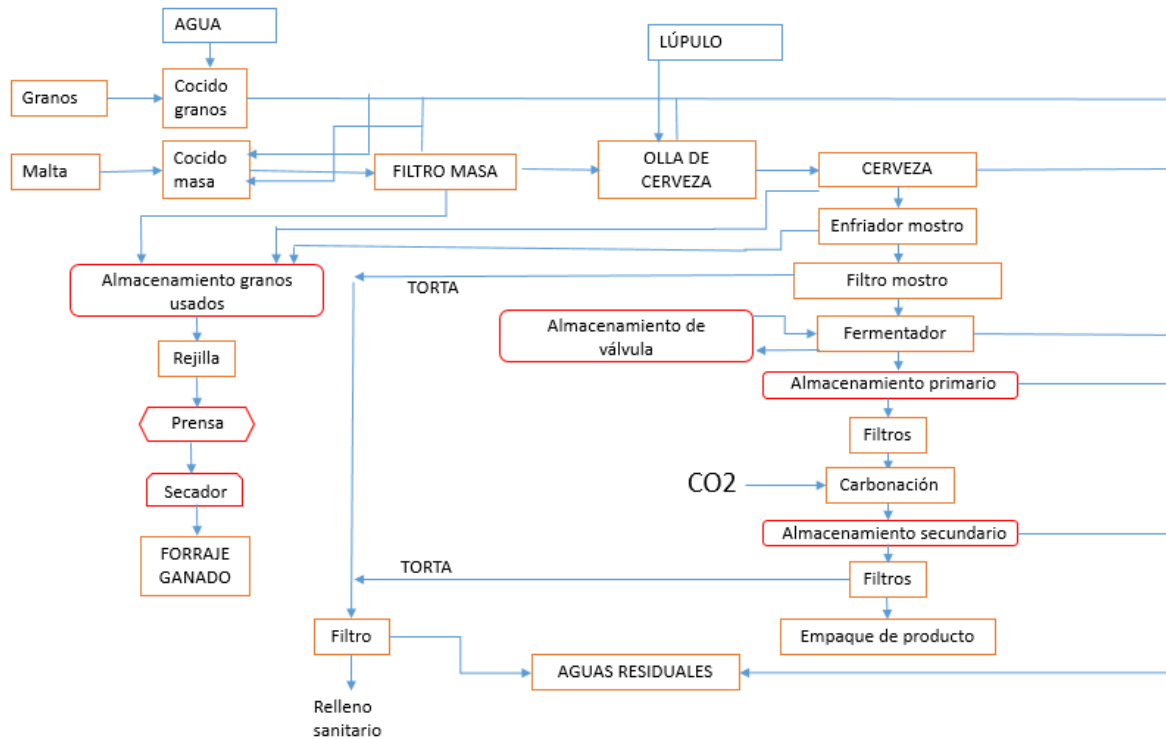 AGUA
LÚPULO
Granos
Cocido
granos
Malta
Cocido
masa
FILTRO MASA
OLLA DE
CERVEZA
CERVEZA
Enfriador mostro
Almacenamiento granos
usados
TORTA
Filtro mostro
Almacenamiento de
válvula
Fermentador
Rejilla
Almacenamiento primario
Prensa
Filtros
CO2
Carbonación
Secador
Almacenamiento secundario
FORRAJE
GANADO
TORTA
Filtros
Filtro
Empaque de producto
AGUAS RESIDUALES
Relleno
sanitario